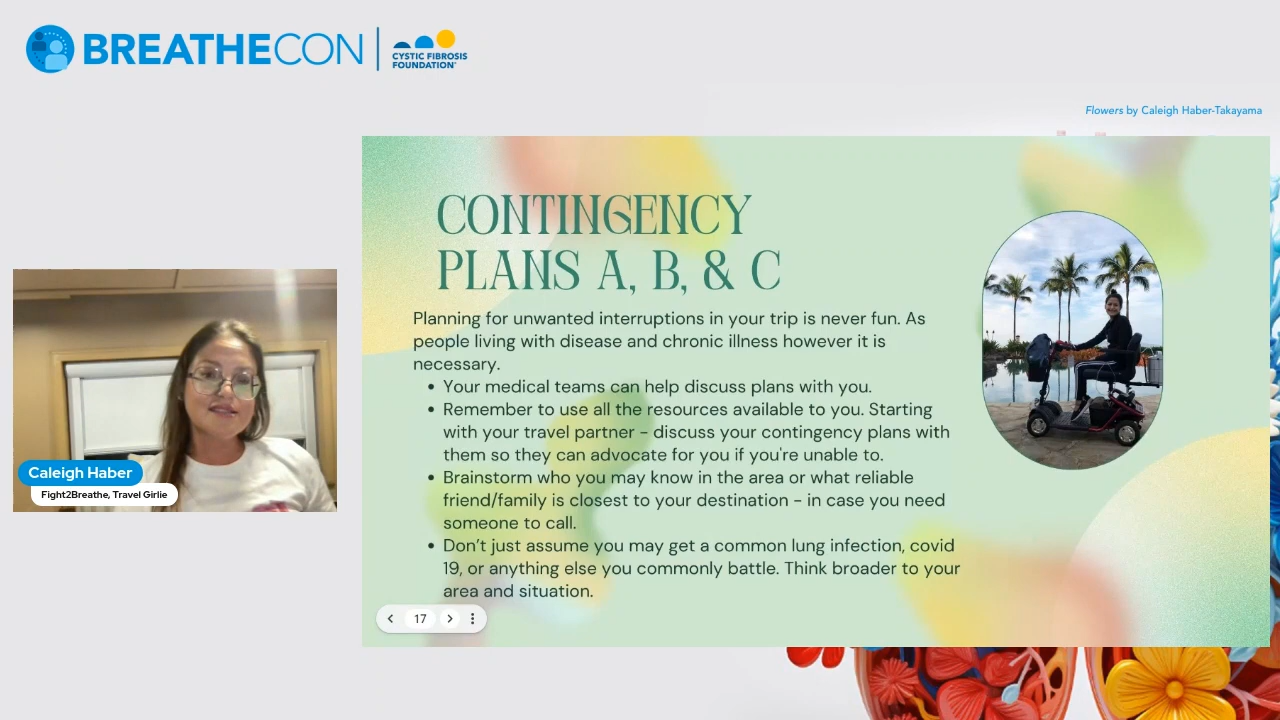 BREATHECON
CYSTIC FIBROSIS
FOUNDATION
Flowers by Caleigh Haber-Takayama
CONTINGENCY
PLANS A, B, & C
Planning for unwanted interruptions in your trip is never fun. As
people living with disease and chronic illness however it is
necessary.
• Your medical teams can help discuss plans with you.
• Remember to use all the resources available to you. Starting
with your travel partner - discuss your contingency plans with
them so they can advocate for you if you're unable to.
• Brainstorm who you may know in the area or what reliable
friend/family is closest to your destination - in case you need
someone to call.
• Don't just assume you may get a common lung infection, covid
19, or anything else you commonly battle. Think broader to your
area and situation.
17
Caleigh Haber
Fight2Breathe, Travel Girlie